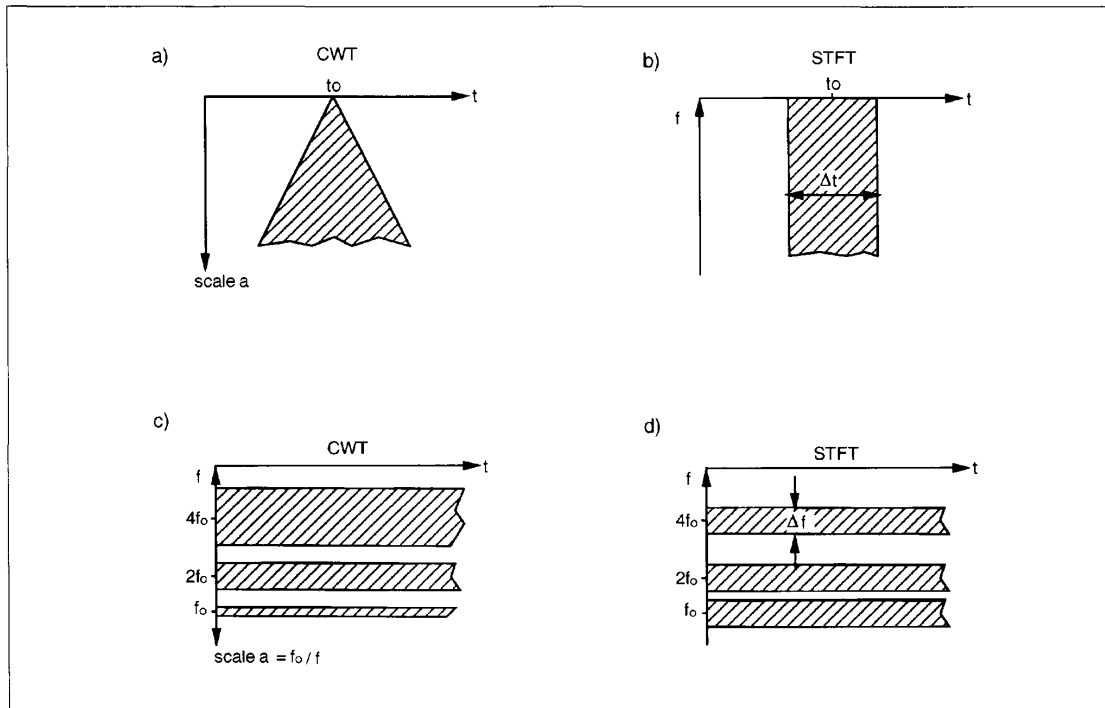 a)
CWT
to
t
scale a
b)
STFT
to
t
f
Δt
c)
CWT
t
f
4fo
2fo
fo
scale a = fo / f
d)
STFT
t
f
4fo
Δf
2fo
fo